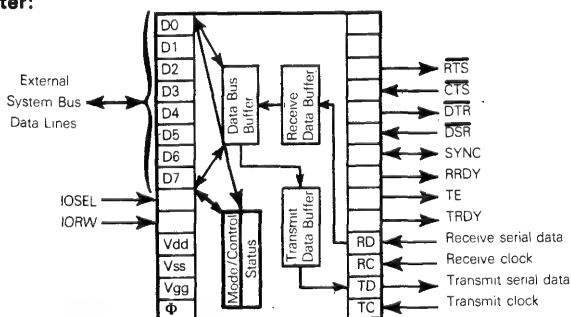 ter:
D0
D1
D2
D3
D4
D5
D6
D7
Vdd
Vss
Vgg
Φ
External
System Bus
Data Lines
IOSEL
IORW
Data Bus
Buffer
Receive
Data Buffer
Mode/Control
Status
Transmit
Data Buffer
RD
RC
TD
TC
RTS
CTS
DTR
DSR
SYNC
RRDY
TE
TRDY
Receive serial data
Receive clock
Transmit serial data
Transmit clock